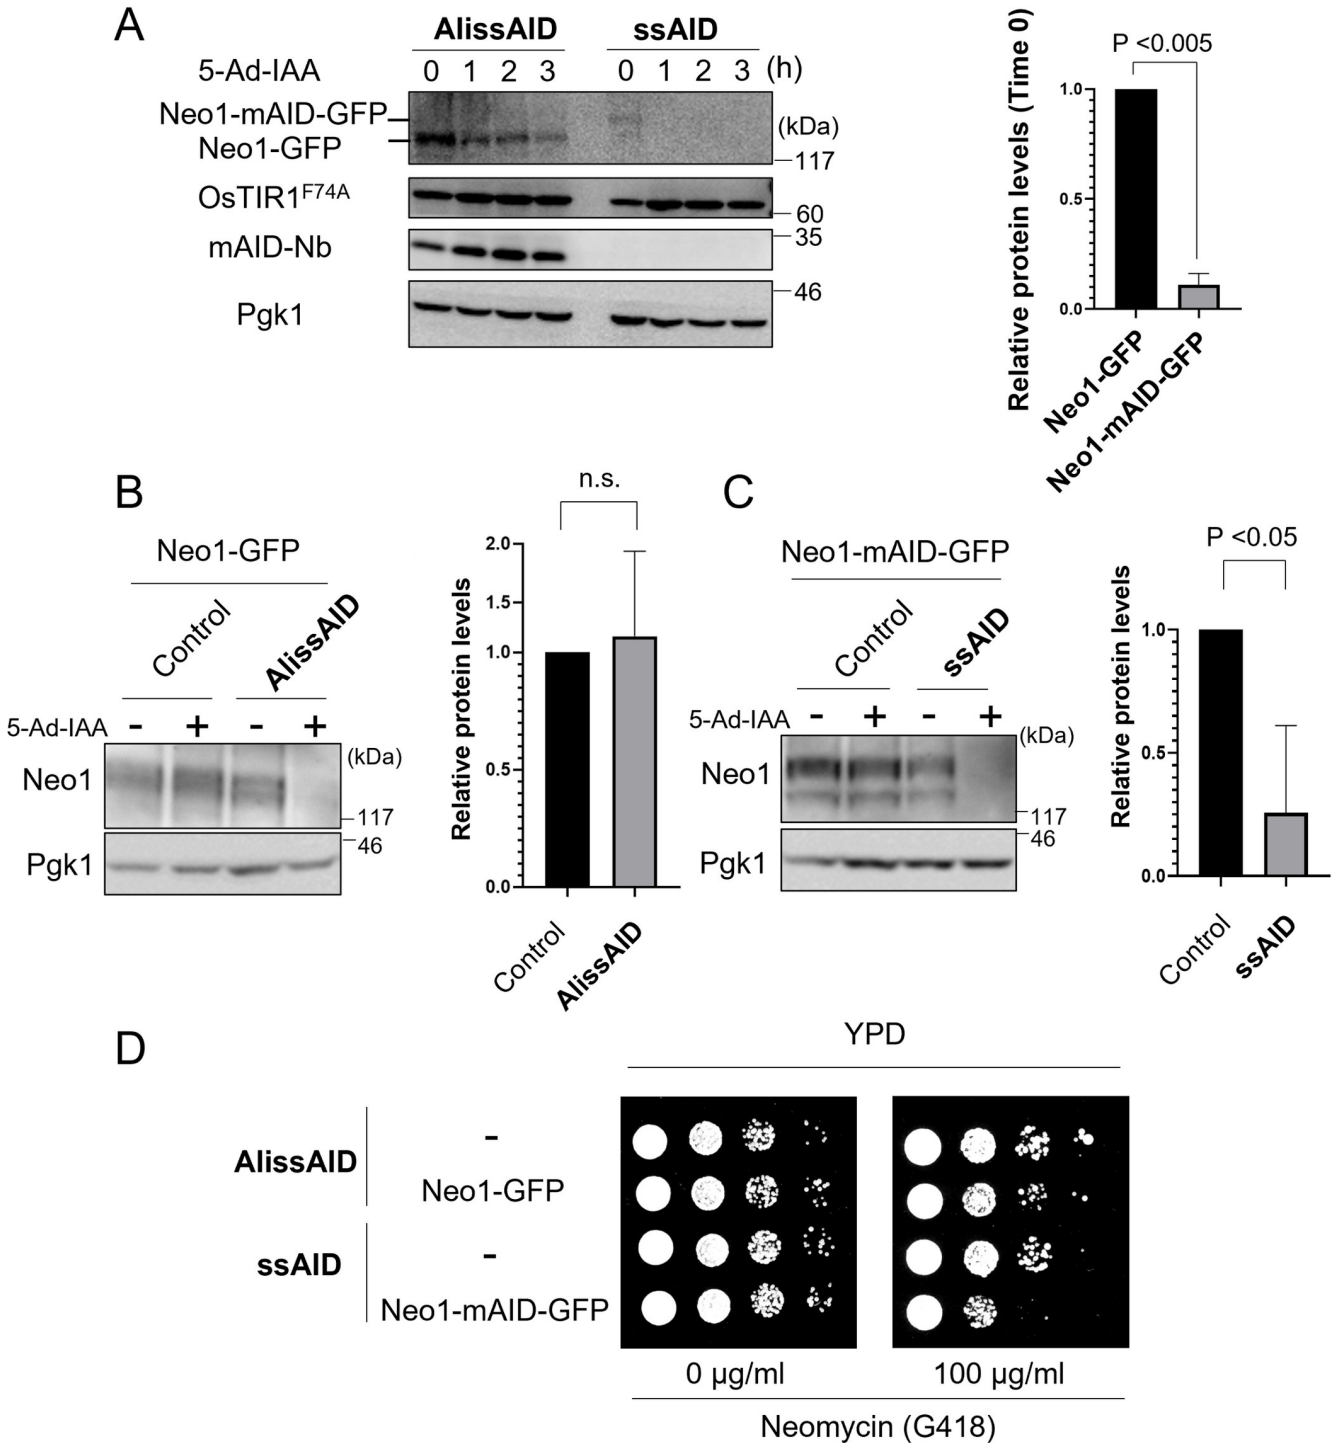 A
AlissAID ssAID
5-Ad-IAA 0 1 2 3 0 1 2 3 (h)
Neo1-mAID-GFP
Neo1-GFP
(kDa)
117
OsTIR1F74A
60
mAID-Nb
35
Pgk1
46
P <0.005
Relative protein levels (Time 0)
1.0
0.5
0.0
Neo1-GFP
Neo1-mAID-GFP
B
Neo1-GFP
Control
AlissAID
5-Ad-IAA - + - +
(kDa)
Neo1
117
46
Pgk1
n.s.
Relative protein levels
2.0
1.5
1.0
0.5
0.0
Control
AlissAID
C
Neo1-mAID-GFP
Control
ssAID
5-Ad-IAA - + - +
(kDa)
Neo1
117
46
Pgk1
P <0.05
Relative protein levels
1.0
0.5
0.0
Control
ssAID
D
YPD
AlissAID
-
Neo1-GFP
ssAID
-
Neo1-mAID-GFP
0 µg/ml 100 µg/ml
Neomycin (G418)